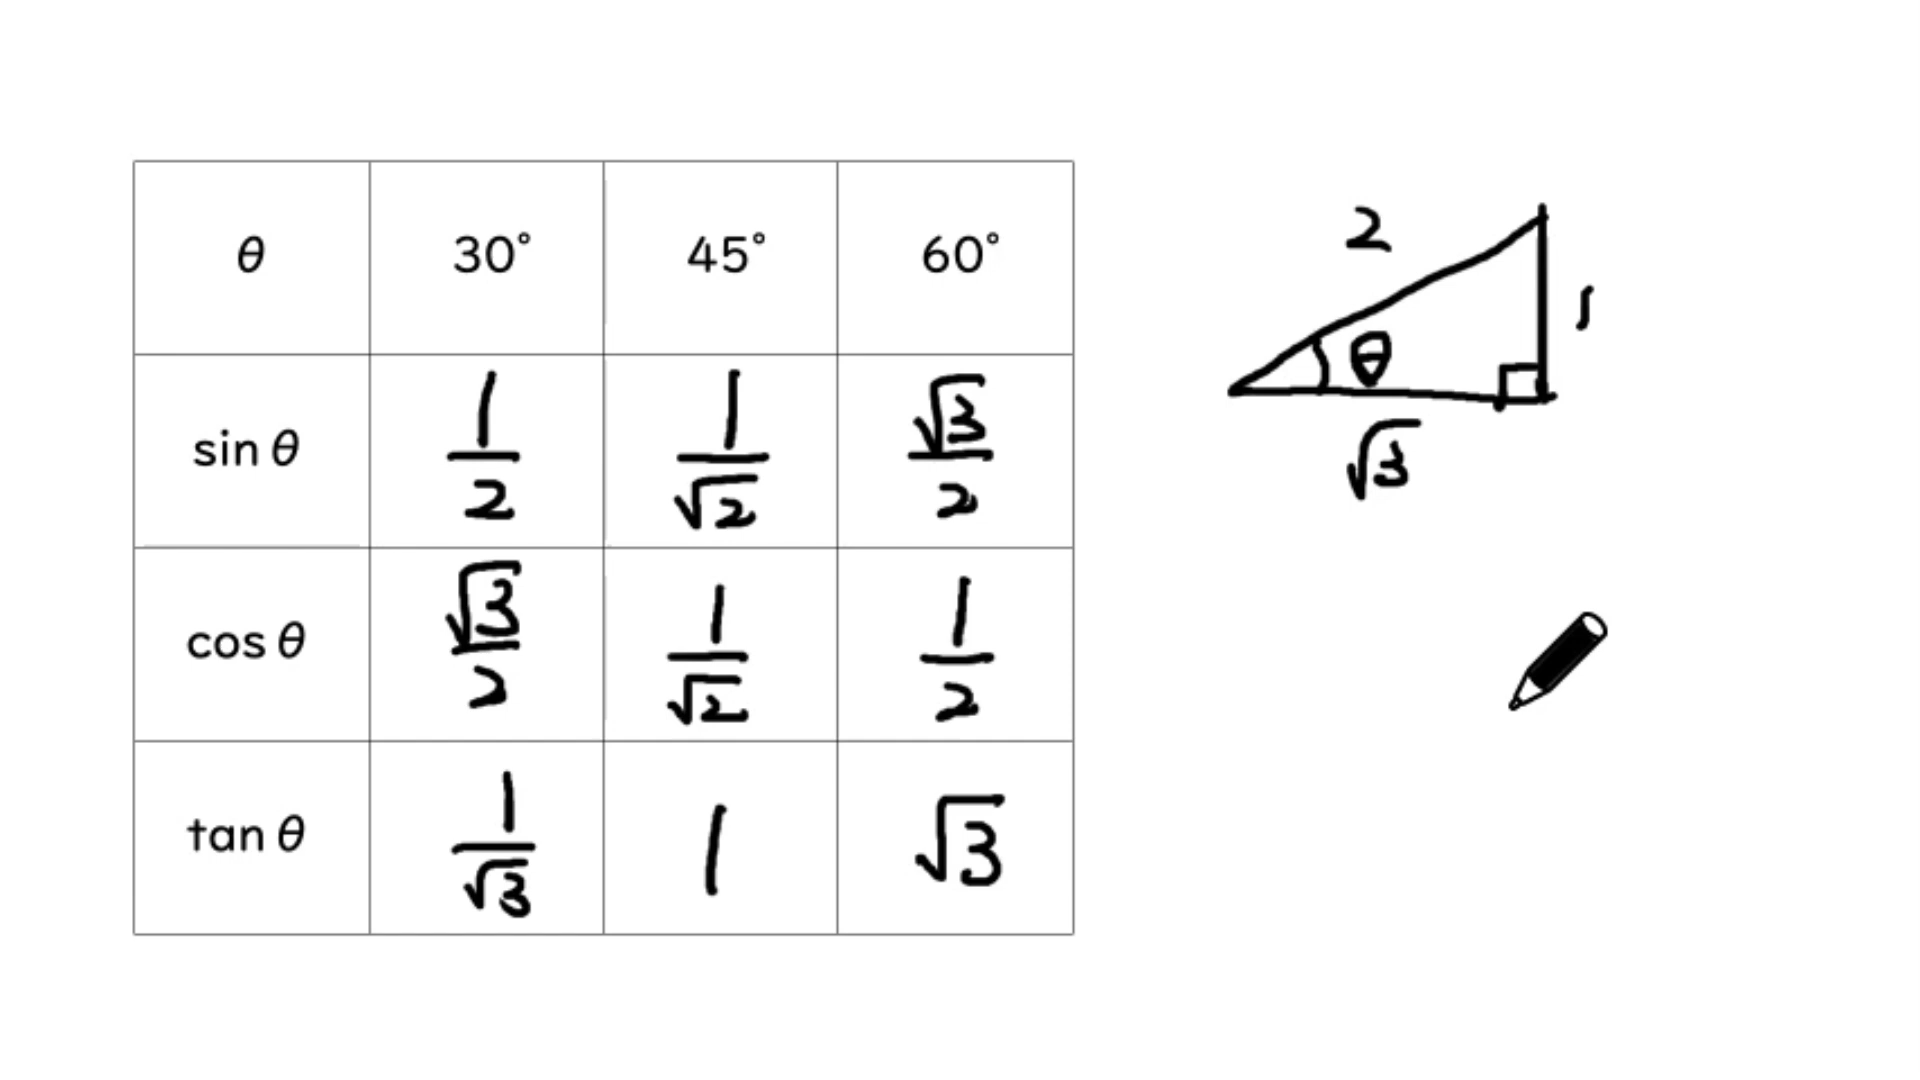 θ 30° 45° 60°
sin θ 1/2 1/√2 √3/2
cos θ √3/2 1/√2 1/2
tan θ 1/√3 1 √3
2
1
θ
√3